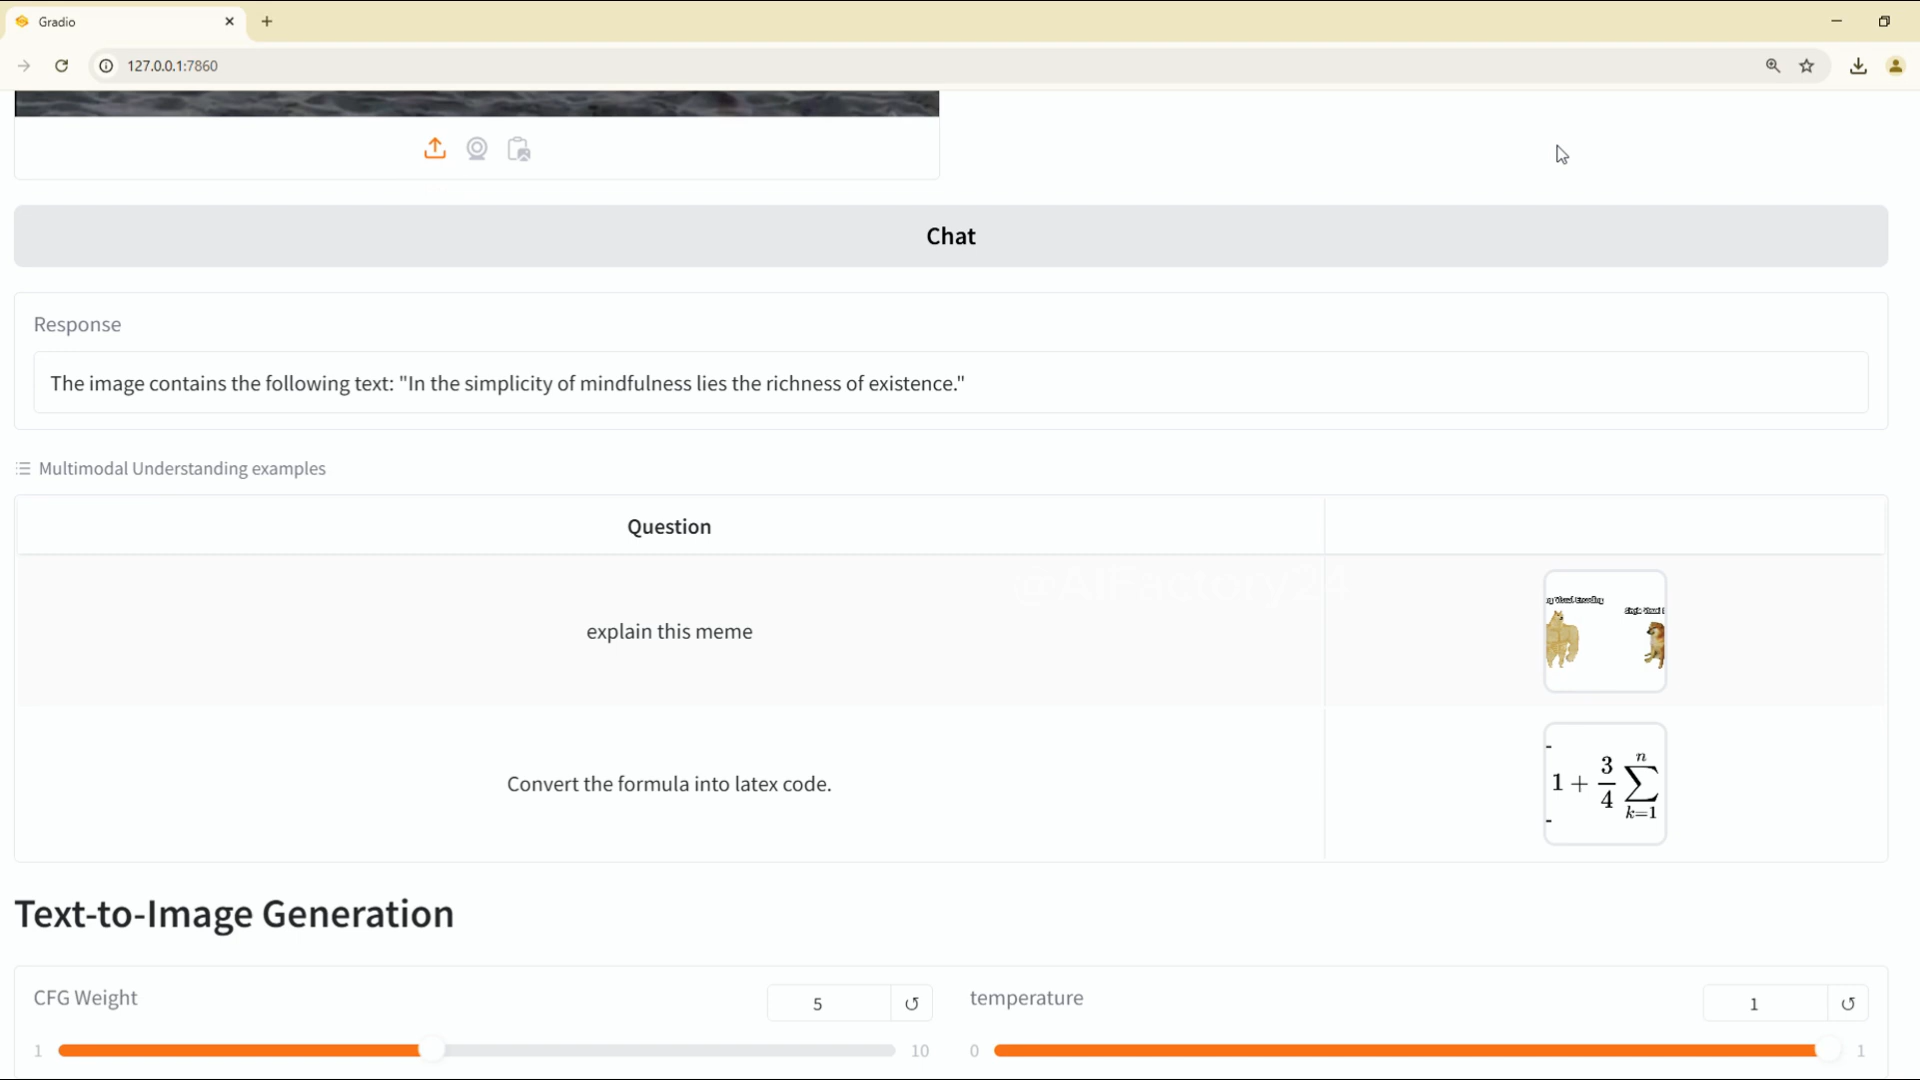 Gradio
127.0.0.1:7860
Chat
Response
The image contains the following text: "In the simplicity of mindfulness lies the richness of existence."
Multimodal Understanding examples
Question
@AIFactory24
explain this meme
Convert the formula into latex code.
1 + 3/4 ∑ n k=1
Text-to-Image Generation
CFG Weight 5 ↺ temperature 1 ↺
1 10 0 1